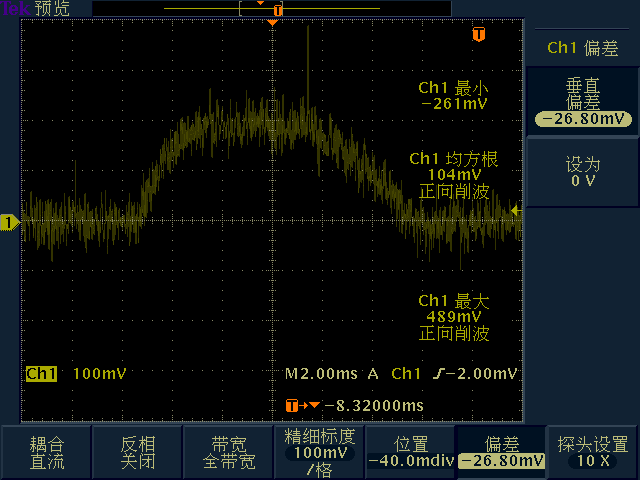 Tek 预览
T
T
Ch1 偏差
Ch1 最小
-261mV
垂直
偏差
-26.80mV
Ch1 均方根
104mV
正向削波
设为
0 V
1
Ch1 最大
489mV
正向削波
Ch1 100mV M2.00ms A Ch1 -2.00mV
T -8.32000ms
耦合
直流
反相
关闭
带宽
全带宽
精细标度
100mV
/格
位置
-40.0mdiv
偏差
-26.80mV
探头设置
10 X